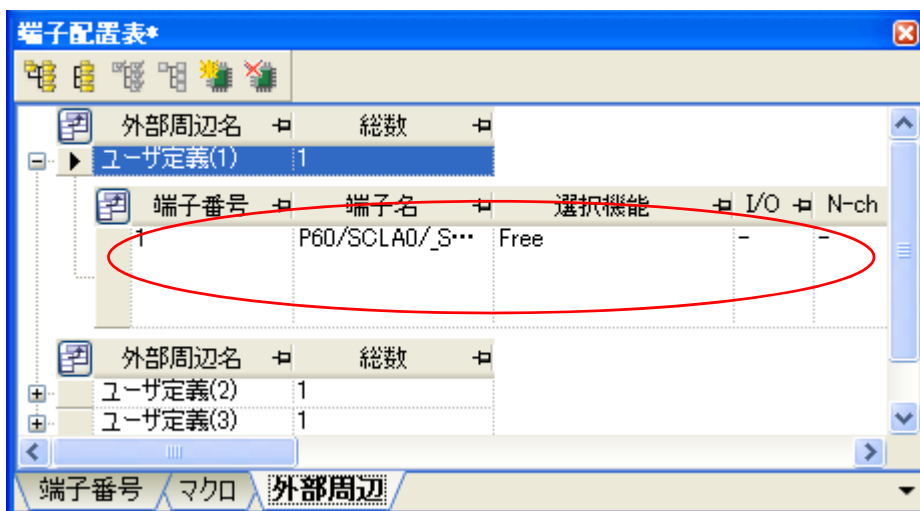 端子配置表*
外部周辺名 総数
ユーザ定義(1) 1
端子番号 端子名 選択機能 I/O N-ch
1 P60/SCLA0/_S… Free - -
外部周辺名 総数
ユーザ定義(2) 1
ユーザ定義(3) 1
端子番号 マクロ 外部周辺